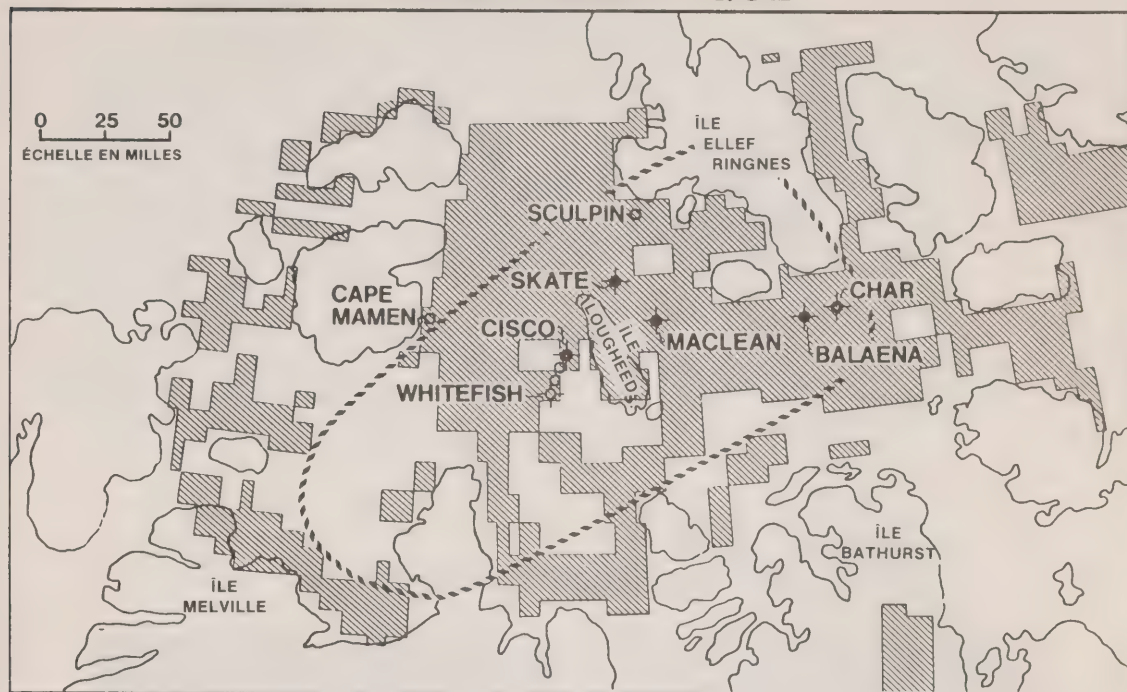 0 25 50
ÉCHELLE EN MILLES
ÎLE
ELLEF
RINGNES
SCULPIN
SKATE
CHAR
CAPE
MAMEN
CISCO
ÎLE
LOUGHEEDS
MACLEAN
BALAENA
WHITEFISH
ÎLE
BATHURST
ÎLE
MELVILLE